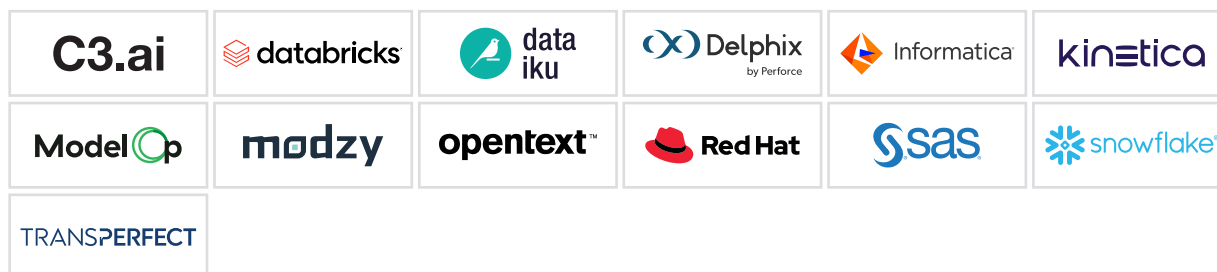 C3.ai
databricks
data
iku
Delphix
by Perforce
Informatica
kinetica
ModelOp
modzy
opentext™
Red Hat
sas
snowflake®
TRANSPERFECT